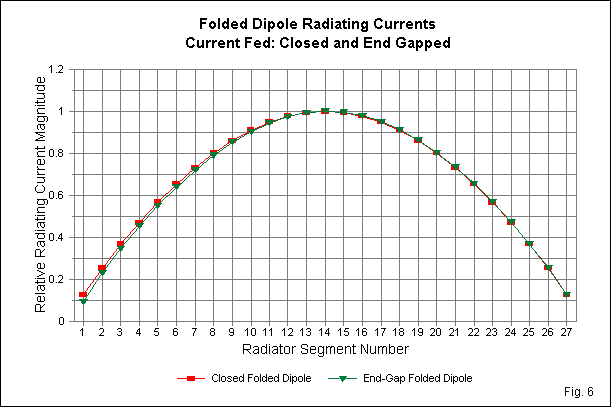 Folded Dipole Radiating Currents
Current Fed: Closed and End Gapped
Relative Radiating Current Magnitude
1.2
1
0.8
0.6
0.4
0.2
0
1 2 3 4 5 6 7 8 9 10 11 12 13 14 15 16 17 18 19 20 21 22 23 24 25 26 27
Radiator Segment Number
Closed Folded Dipole End-Gap Folded Dipole
Fig. 6